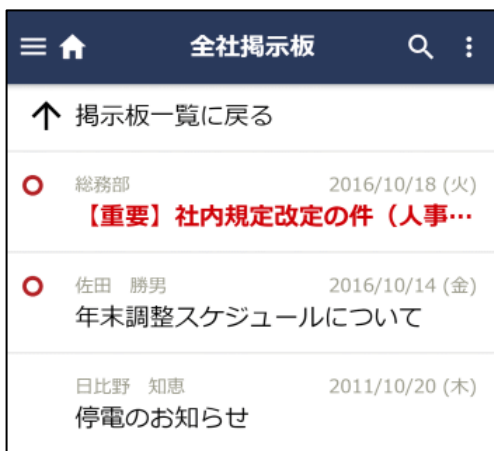 全社掲示板
掲示板一覧に戻る
総務部 2016/10/18 (火)
【重要】社内規定改定の件（人事…
佐田　勝男 2016/10/14 (金)
年末調整スケジュールについて
日比野　知恵 2011/10/20 (木)
停電のお知らせ